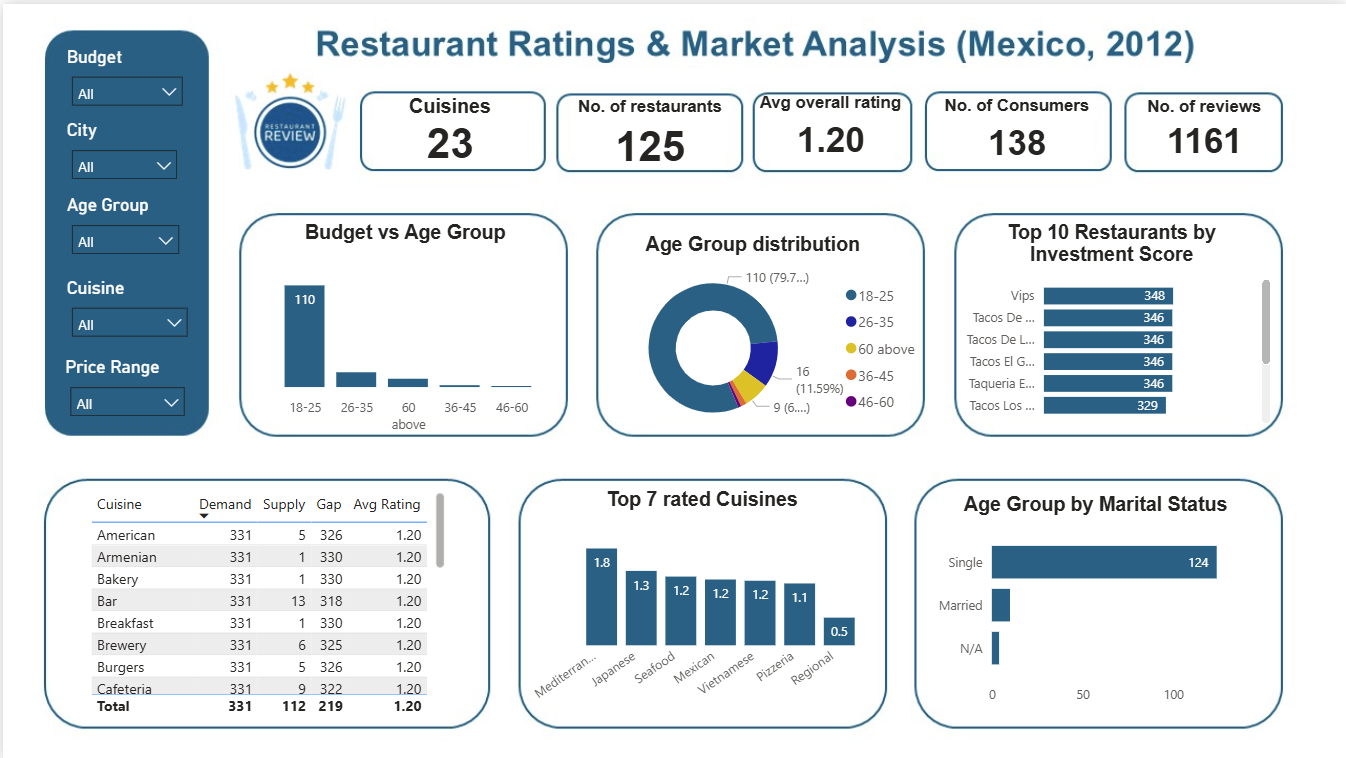 Restaurant Ratings & Market Analysis (Mexico, 2012)
Budget
All
City
All
Age Group
All
Cuisine
All
Price Range
All
RESTAURANT
REVIEW
Cuisines
23
No. of restaurants
125
Avg overall rating
1.20
No. of Consumers
138
No. of reviews
1161
Budget vs Age Group
110
18-25 26-35 60 above 36-45 46-60
Age Group distribution
110 (79.7...)
16
(11.59%)
9 (6....)
18-25
26-35
60 above
36-45
46-60
Top 10 Restaurants by
Investment Score
Vips 348
Tacos De ... 346
Tacos De L... 346
Tacos El G... 346
Taqueria E... 346
Tacos Los ... 329
Cuisine Demand Supply Gap Avg Rating
American 331 5 326 1.20
Armenian 331 1 330 1.20
Bakery 331 1 330 1.20
Bar 331 13 318 1.20
Breakfast 331 1 330 1.20
Brewery 331 6 325 1.20
Burgers 331 5 326 1.20
Cafeteria 331 9 322 1.20
Total 331 112 219 1.20
Top 7 rated Cuisines
1.8 1.3 1.2 1.2 1.2 1.1 0.5
Mediterran... Japanese Seafood Mexican Vietnamese Pizzeria Regional
Age Group by Marital Status
Single 124
Married
N/A
0 50 100